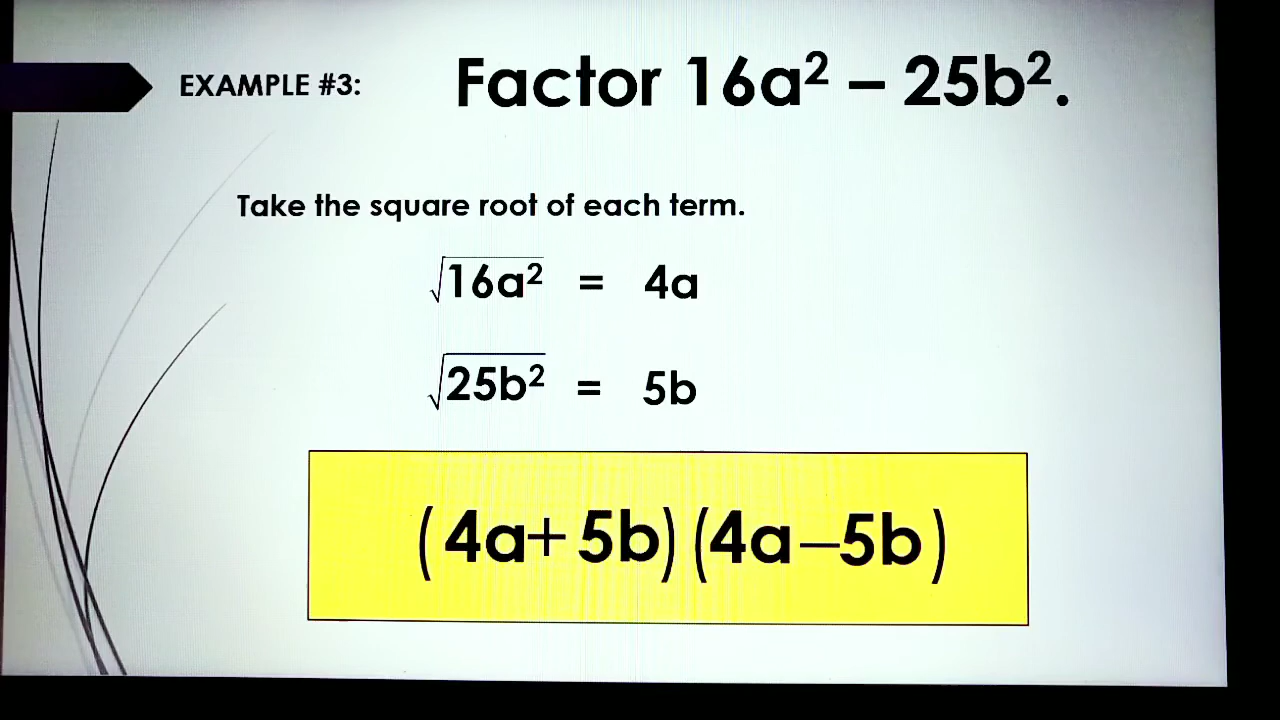 EXAMPLE #3:
Factor 16a² – 25b².
Take the square root of each term.
√16a² = 4a
√25b² = 5b
(4a+5b)(4a–5b)